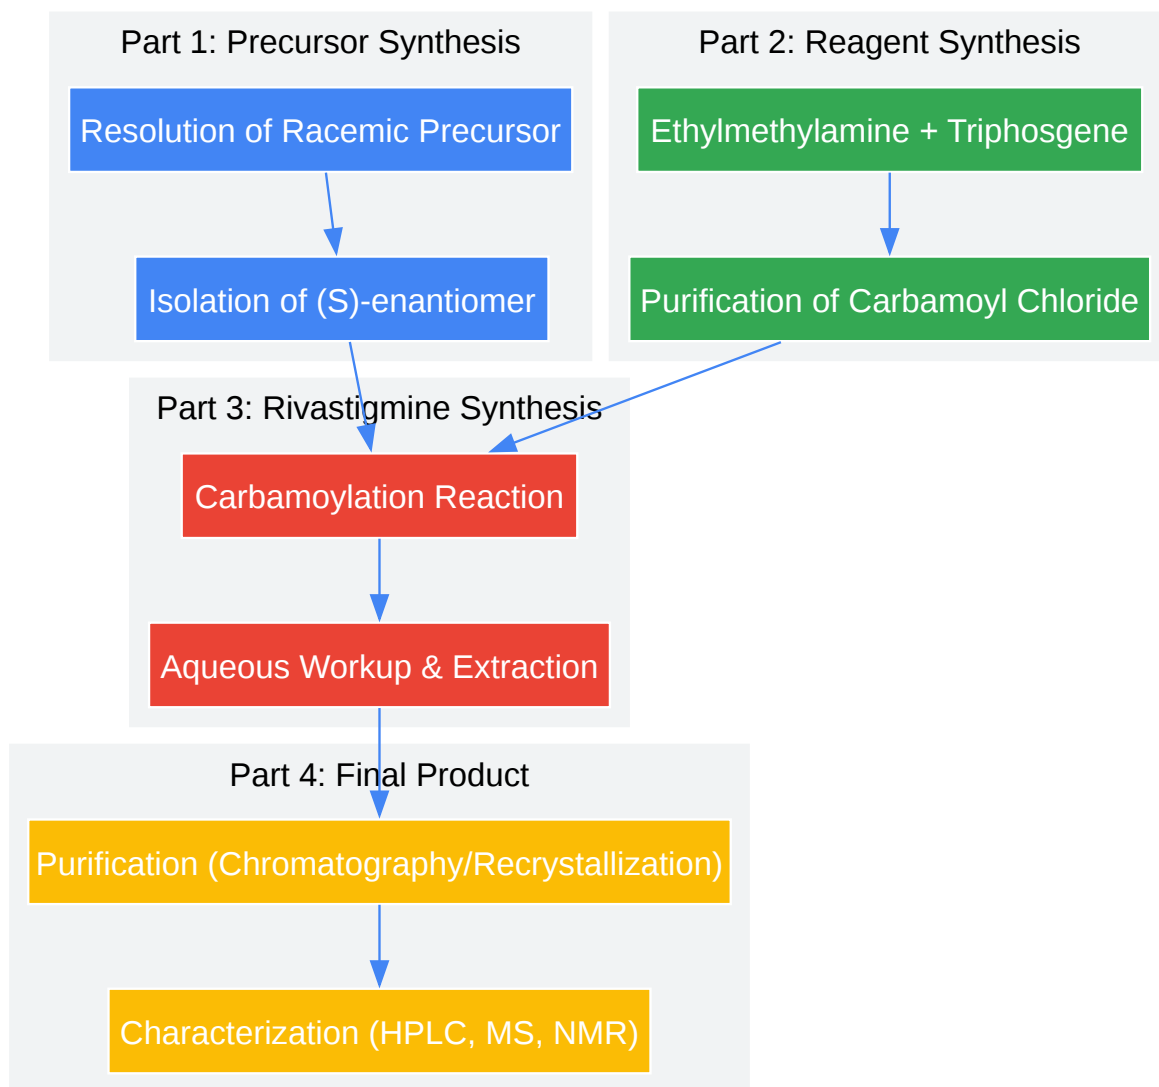 Part 1: Precursor Synthesis
Resolution of Racemic Precursor
Isolation of (S)-enantiomer
Part 2: Reagent Synthesis
Ethylmethylamine + Triphosgene
Purification of Carbamoyl Chloride
Part 3: Rivastigmine Synthesis
Carbamoylation Reaction
Aqueous Workup & Extraction
Part 4: Final Product
Purification (Chromatography/Recrystallization)
Characterization (HPLC, MS, NMR)